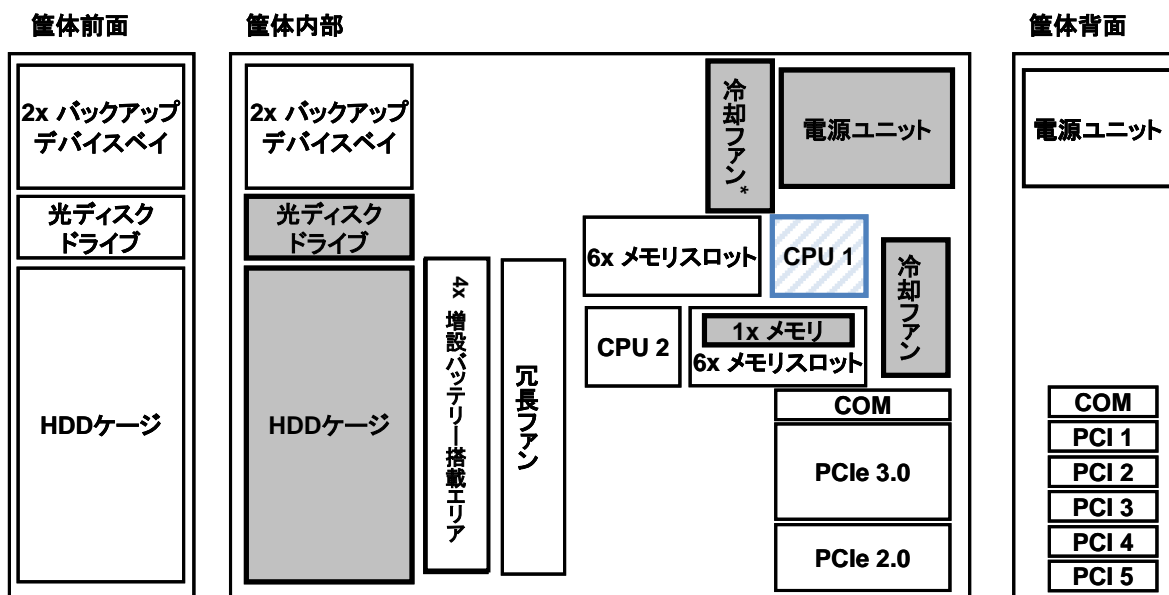 筐体前面
2x バックアップ
デバイスベイ
光ディスク
ドライブ
HDDケージ
筐体内部
2x バックアップ
デバイスベイ
光ディスク
ドライブ
HDDケージ
4x 増設バッテリー搭載エリア
冗長ファン
冷却ファン*
電源ユニット
6x メモリスロット
CPU 1
冷却ファン
CPU 2
1x メモリ
6x メモリスロット
COM
PCIe 3.0
PCIe 2.0
筐体背面
電源ユニット
COM
PCI 1
PCI 2
PCI 3
PCI 4
PCI 5